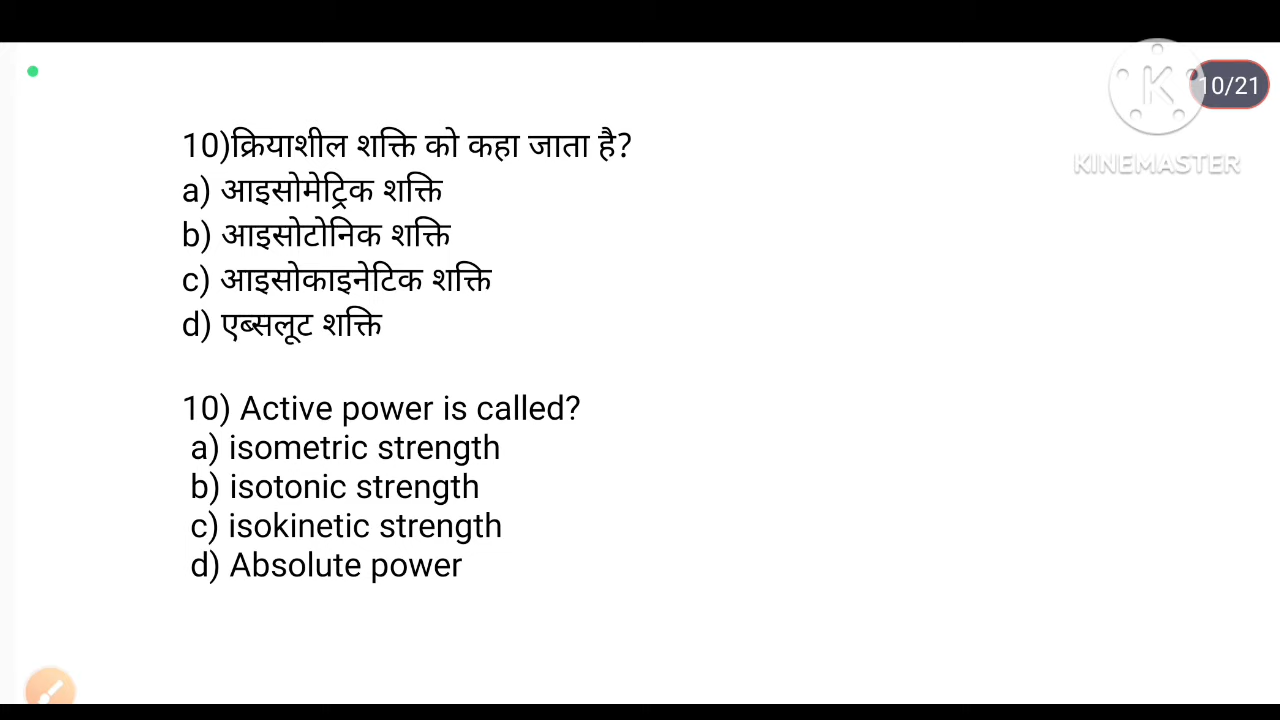 10/21
KINEMASTER
10)क्रियाशील शक्ति को कहा जाता है?
a) आइसोमेट्रिक शक्ति
b) आइसोटोनिक शक्ति
c) आइसोकाइनेटिक शक्ति
d) एब्सलूट शक्ति
10) Active power is called?
a) isometric strength
b) isotonic strength
c) isokinetic strength
d) Absolute power